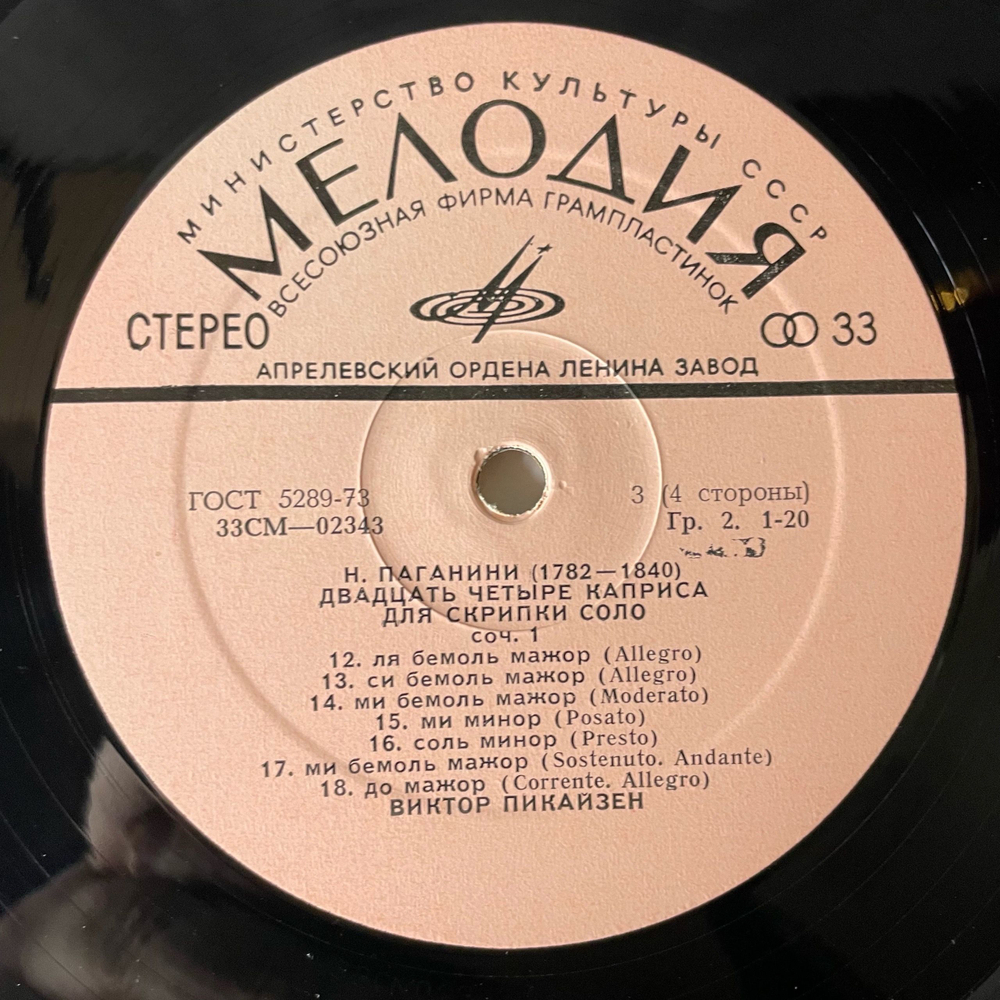 МИНИСТЕРСТВО КУЛЬТУРЫ СССР
МЕЛОДИЯ
ВСЕСОЮЗНАЯ ФИРМА ГРАМПЛАСТИНОК
СТЕРЕО
33
АПРЕЛЕВСКИЙ ОРДЕНА ЛЕНИНА ЗАВОД
ГОСТ 5289-73
3 (4 стороны)
33СМ—02343
Гр. 2. 1-20
Н. ПАГАНИНИ (1782—1840)
ДВАДЦАТЬ ЧЕТЫРЕ КАПРИСА
ДЛЯ СКРИПКИ СОЛО
соч. 1
12. ля бемоль мажор (Allegro)
13. си бемоль мажор (Allegro)
14. ми бемоль мажор (Moderato)
15. ми минор (Posato)
16. соль минор (Presto)
17. ми бемоль мажор (Sostenuto. Andante)
18. до мажор (Corrente. Allegro)
ВИКТОР ПИКАЙЗЕН